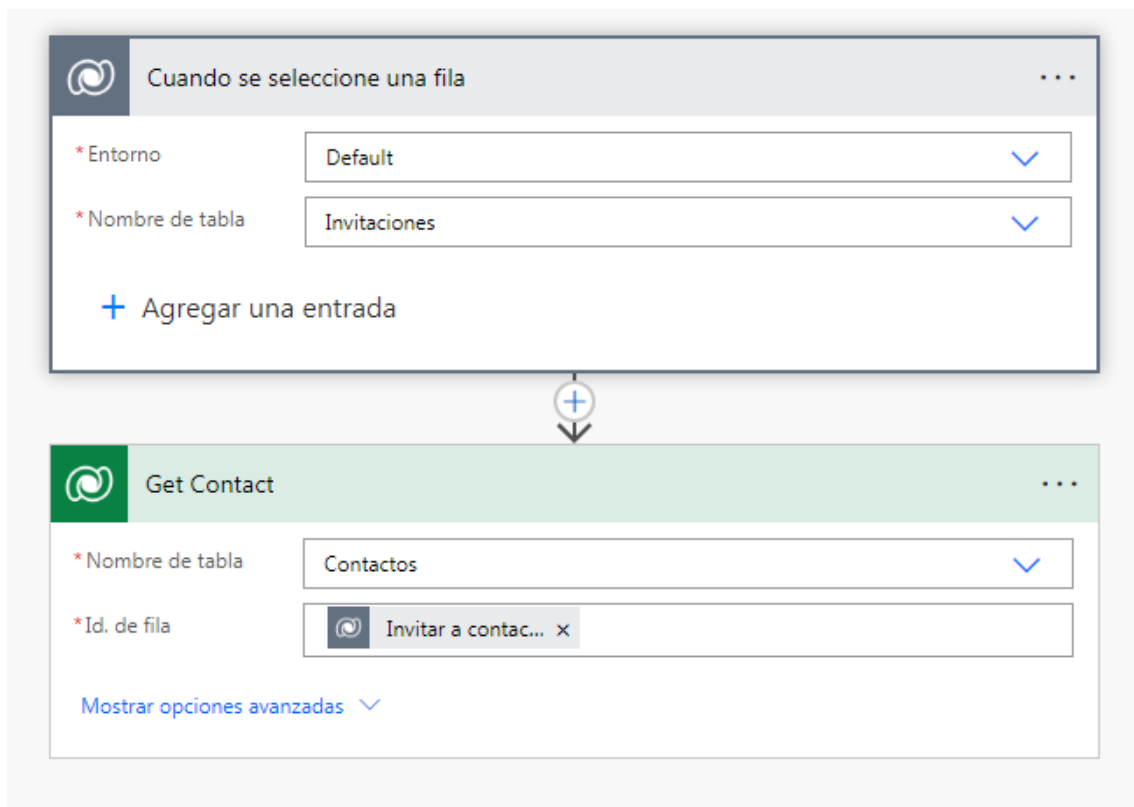 Cuando se seleccione una fila
* Entorno
Default
* Nombre de tabla
Invitaciones
+ Agregar una entrada
Get Contact
* Nombre de tabla
Contactos
* Id. de fila
Invitar a contac... ×
Mostrar opciones avanzadas